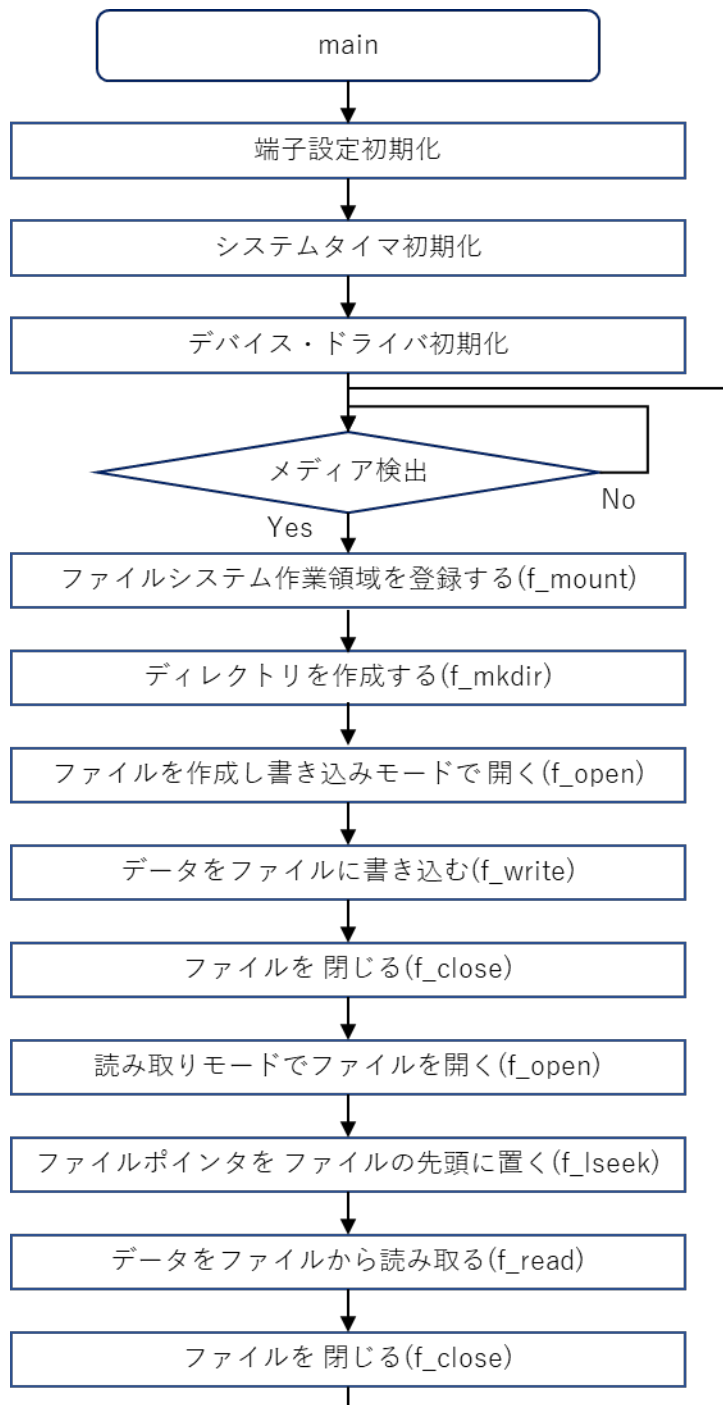 main
端子設定初期化
システムタイマ初期化
デバイス・ドライバ初期化
メディア検出
No
Yes
ファイルシステム作業領域を登録する(f_mount)
ディレクトリを作成する(f_mkdir)
ファイルを作成し書き込みモードで 開く(f_open)
データをファイルに書き込む(f_write)
ファイルを 閉じる(f_close)
読み取りモードでファイルを開く(f_open)
ファイルポインタを ファイルの先頭に置く(f_lseek)
データをファイルから読み取る(f_read)
ファイルを 閉じる(f_close)